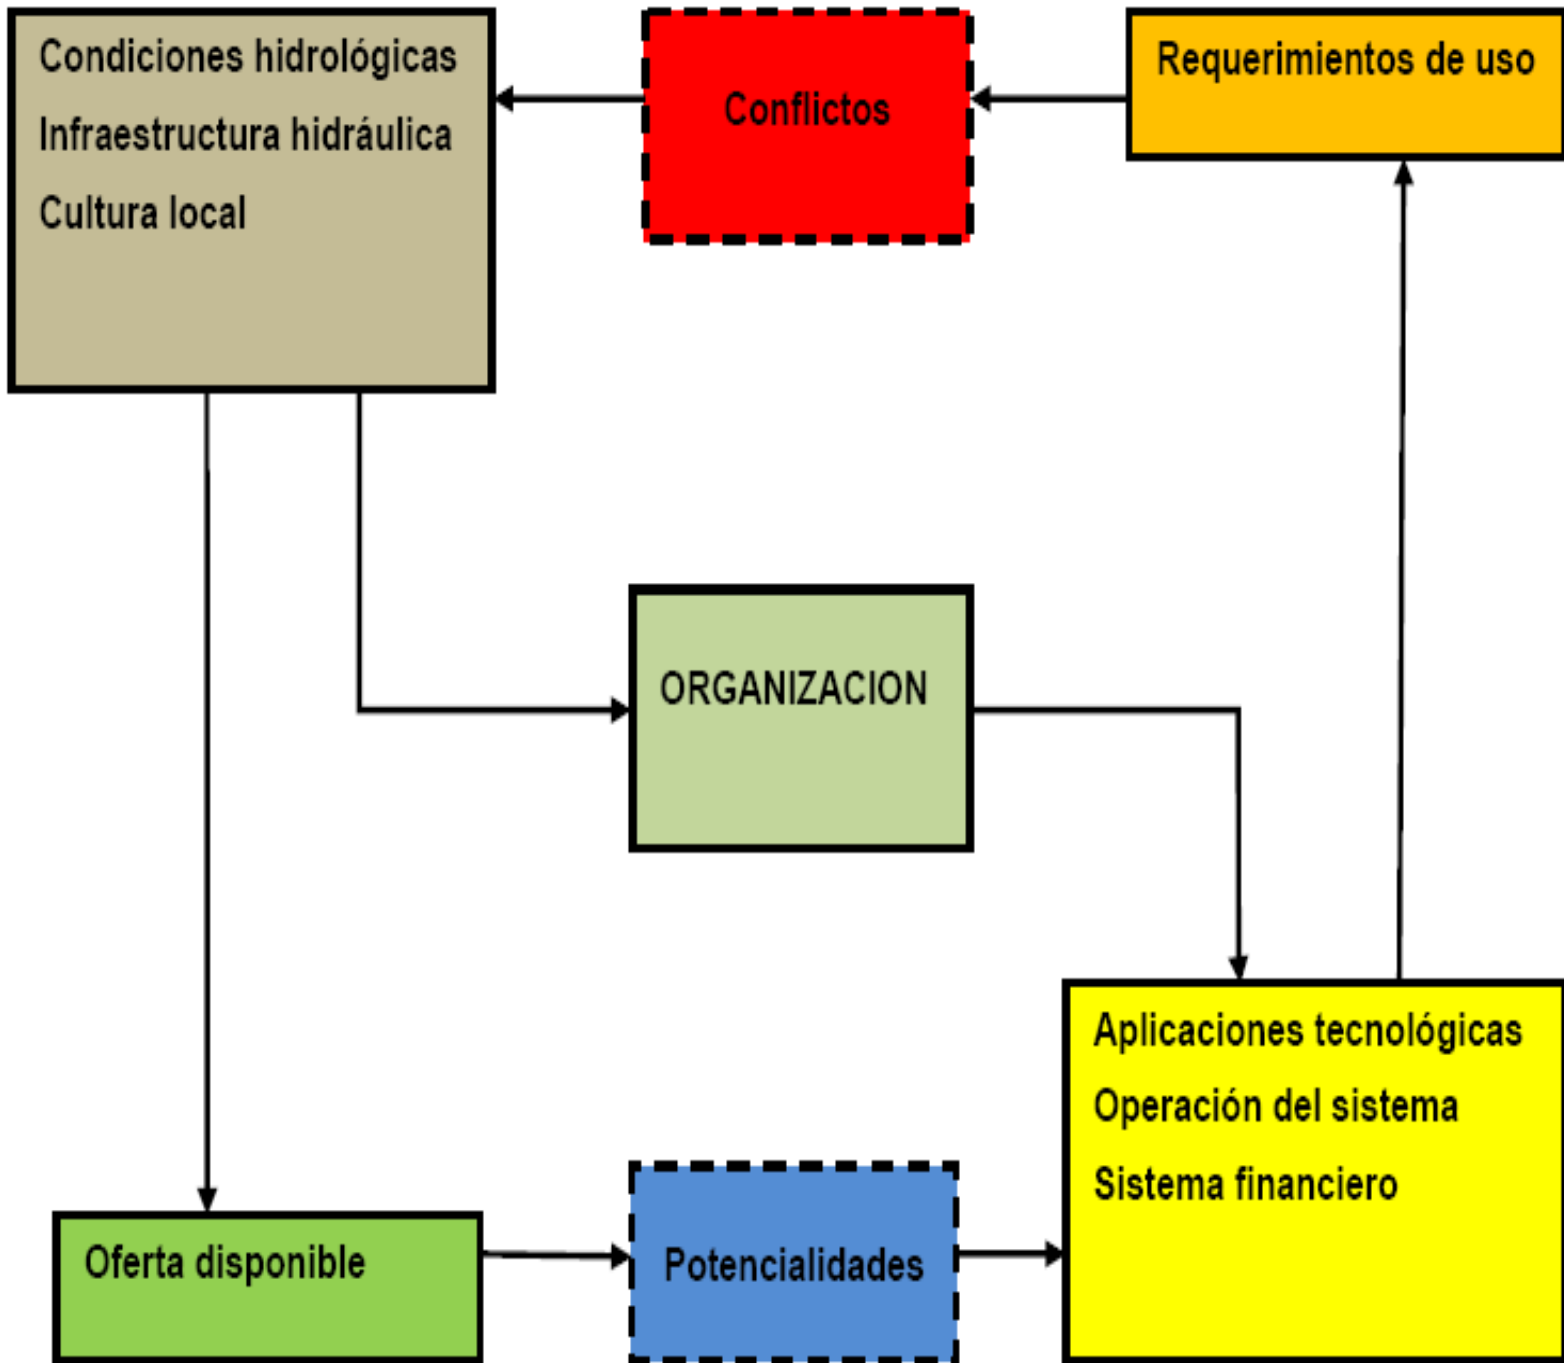 Condiciones hidrológicas
Infraestructura hidráulica
Cultura local
Conflictos
Requerimientos de uso
ORGANIZACION
Aplicaciones tecnológicas
Operación del sistema
Sistema financiero
Oferta disponible
Potencialidades